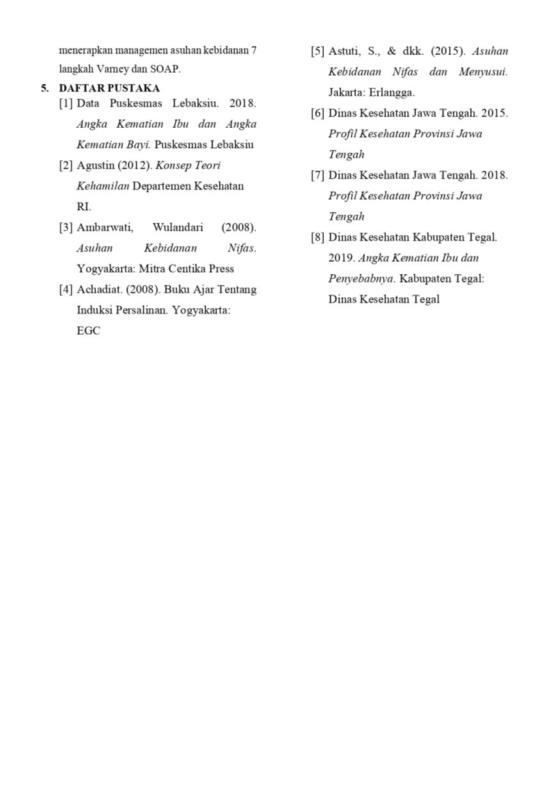 menerapkan managemen asuhan kebidanan 7
langkah Varney dan SOAP.
5. DAFTAR PUSTAKA
[1] Data Puskesmas Lebaksiu. 2018.
Angka Kematian Ibu dan Angka
Kematian Bayi. Puskesmas Lebaksiu
[2] Agustin (2012). Konsep Teori
Kehamilan Departemen Kesehatan
RI.
[3] Ambarwati, Wulandari (2008).
Asuhan Kebidanan Nifas.
Yogyakarta: Mitra Centika Press
[4] Achadiat. (2008). Buku Ajar Tentang
Induksi Persalinan. Yogyakarta:
EGC
[5] Astuti, S., & dkk. (2015). Asuhan
Kebidanan Nifas dan Menyusui.
Jakarta: Erlangga.
[6] Dinas Kesehatan Jawa Tengah. 2015.
Profil Kesehatan Provinsi Jawa
Tengah
[7] Dinas Kesehatan Jawa Tengah. 2018.
Profil Kesehatan Provinsi Jawa
Tengah
[8] Dinas Kesehatan Kabupaten Tegal.
2019. Angka Kematian Ibu dan
Penyebabnya. Kabupaten Tegal:
Dinas Kesehatan Tegal